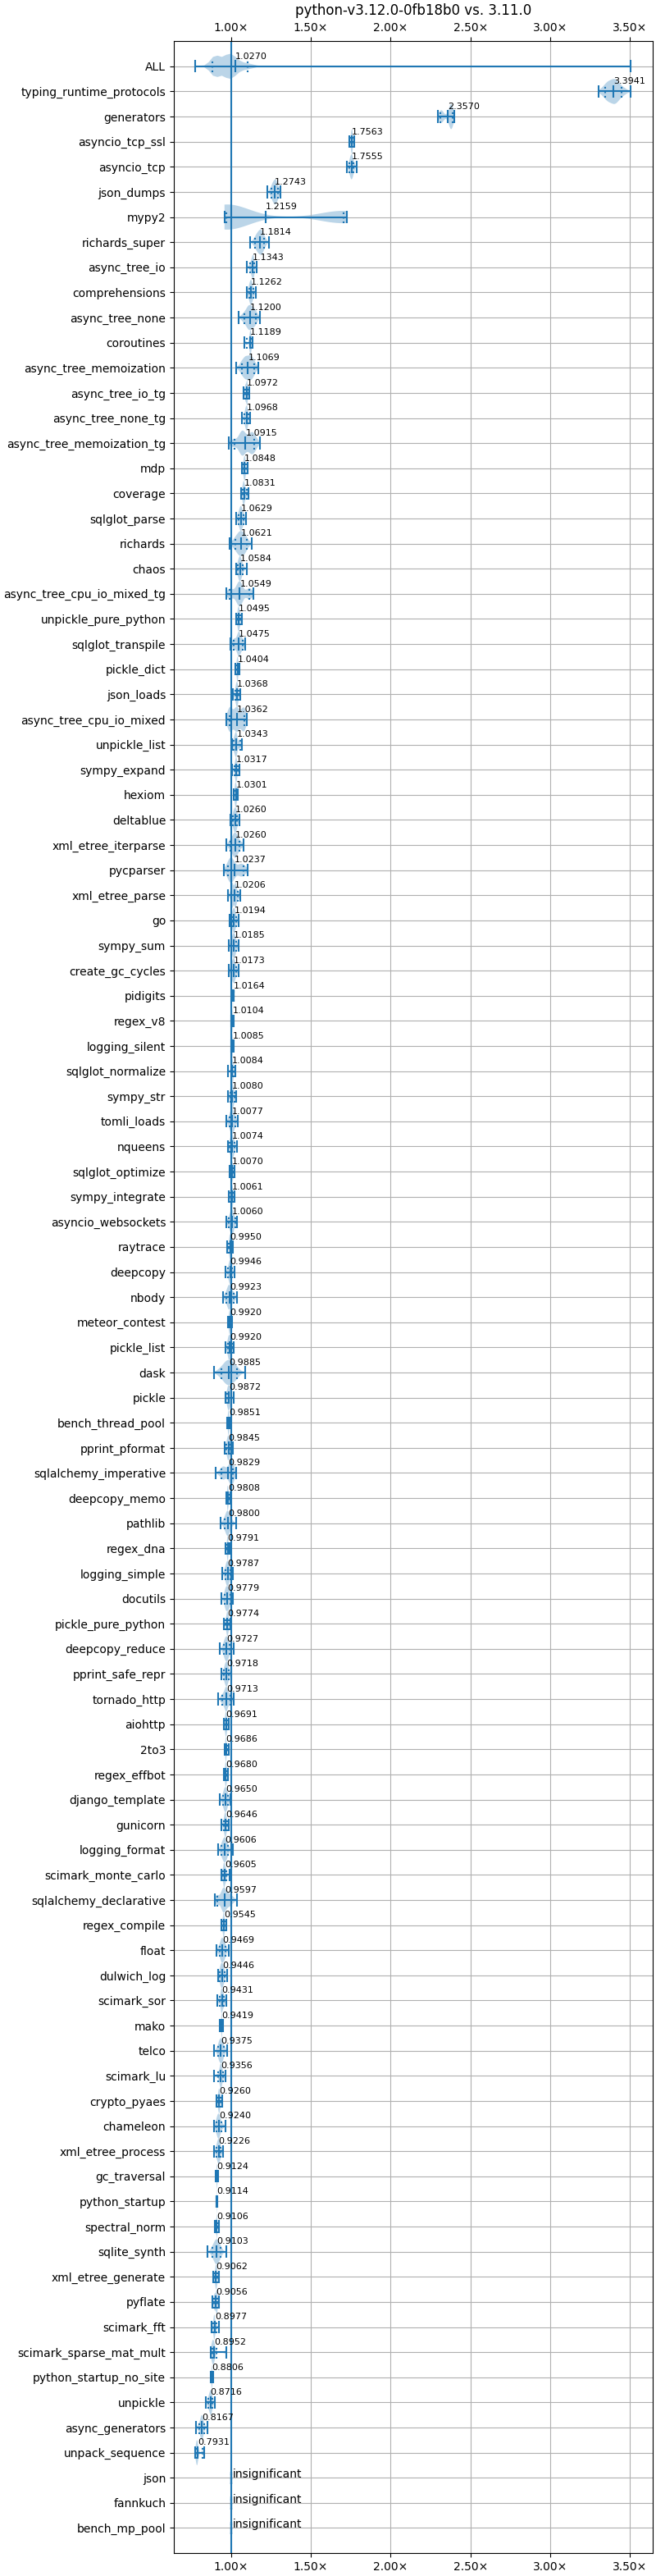 python-v3.12.0-0fb18b0 vs. 3.11.0
1.00× 1.50× 2.00× 2.50× 3.00× 3.50×
ALL 1.0270
typing_runtime_protocols 3.3941
generators 2.3570
asyncio_tcp_ssl 1.7563
asyncio_tcp 1.7555
json_dumps 1.2743
mypy2 1.2159
richards_super 1.1814
async_tree_io 1.1343
comprehensions 1.1262
async_tree_none 1.1200
coroutines 1.1189
async_tree_memoization 1.1069
async_tree_io_tg 1.0972
async_tree_none_tg 1.0968
async_tree_memoization_tg 1.0915
mdp 1.0848
coverage 1.0831
sqlglot_parse 1.0629
richards 1.0621
chaos 1.0584
async_tree_cpu_io_mixed_tg 1.0549
unpickle_pure_python 1.0495
sqlglot_transpile 1.0475
pickle_dict 1.0404
json_loads 1.0368
async_tree_cpu_io_mixed 1.0362
unpickle_list 1.0343
sympy_expand 1.0317
hexiom 1.0301
deltablue 1.0260
xml_etree_iterparse 1.0260
pycparser 1.0237
xml_etree_parse 1.0206
go 1.0194
sympy_sum 1.0185
create_gc_cycles 1.0173
pidigits 1.0164
regex_v8 1.0104
logging_silent 1.0085
sqlglot_normalize 1.0084
sympy_str 1.0080
tomli_loads 1.0077
nqueens 1.0074
sqlglot_optimize 1.0070
sympy_integrate 1.0061
asyncio_websockets 1.0060
raytrace 0.9950
deepcopy 0.9946
nbody 0.9923
meteor_contest 0.9920
pickle_list 0.9920
dask 0.9885
pickle 0.9872
bench_thread_pool 0.9851
pprint_pformat 0.9845
sqlalchemy_imperative 0.9829
deepcopy_memo 0.9808
pathlib 0.9800
regex_dna 0.9791
logging_simple 0.9787
docutils 0.9779
pickle_pure_python 0.9774
deepcopy_reduce 0.9727
pprint_safe_repr 0.9718
tornado_http 0.9713
aiohttp 0.9691
2to3 0.9686
regex_effbot 0.9680
django_template 0.9650
gunicorn 0.9646
logging_format 0.9606
scimark_monte_carlo 0.9605
sqlalchemy_declarative 0.9597
regex_compile 0.9545
float 0.9469
dulwich_log 0.9446
scimark_sor 0.9431
mako 0.9419
telco 0.9375
scimark_lu 0.9356
crypto_pyaes 0.9260
chameleon 0.9240
xml_etree_process 0.9226
gc_traversal 0.9124
python_startup 0.9114
spectral_norm 0.9106
sqlite_synth 0.9103
xml_etree_generate 0.9062
pyflate 0.9056
scimark_fft 0.8977
scimark_sparse_mat_mult 0.8952
python_startup_no_site 0.8806
unpickle 0.8716
async_generators 0.8167
unpack_sequence 0.7931
json insignificant
fannkuch insignificant
bench_mp_pool insignificant
1.00× 1.50× 2.00× 2.50× 3.00× 3.50×